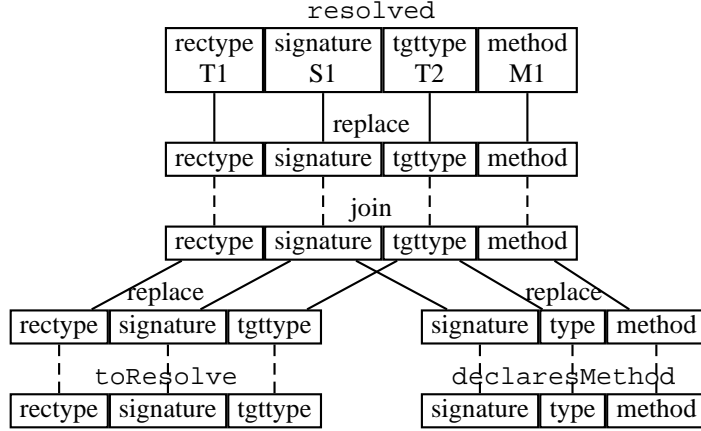 resolved
rectype signature tgttype method
T1 S1 T2 M1
replace
rectype signature tgttype method
join
rectype signature tgttype method
replace replace
rectype signature tgttype signature type method
toResolve declaresMethod
rectype signature tgttype signature type method